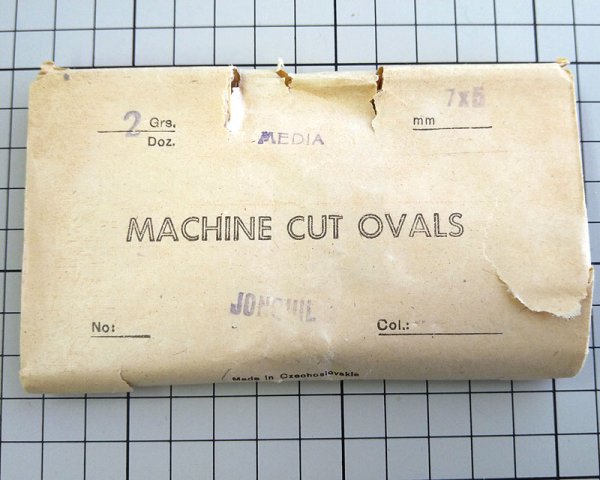 2 Grs.
Doz.
MEDIA
7x5
mm
MACHINE CUT OVALS
JONQUIL
No:
Col.:
Made in Czechoslovakia